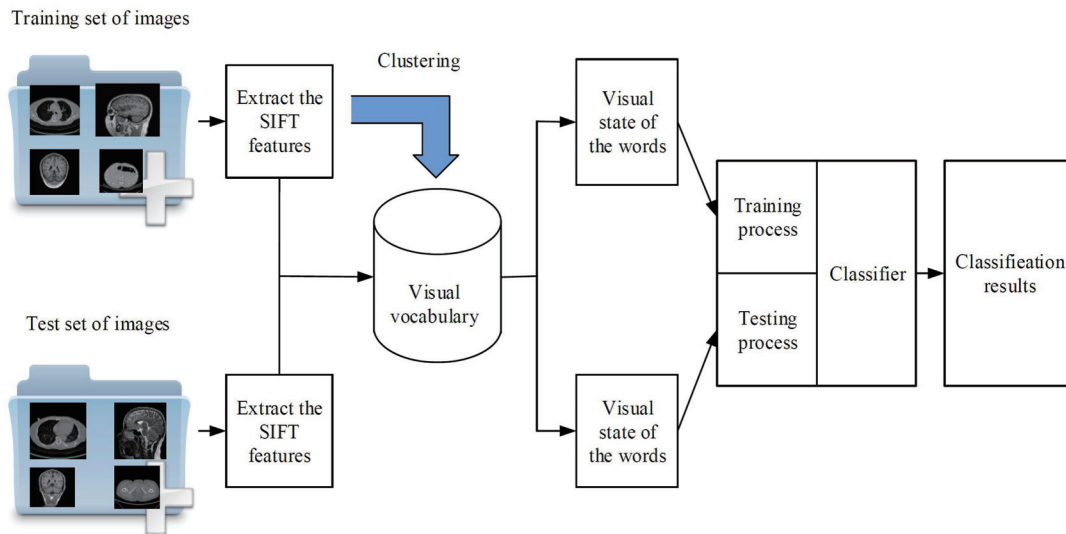 Training set of images
Extract the
SIFT
features
Clustering
Visual
vocabulary
Visual
state of
the words
Training
process
Classifier
Classifieation
results
Testing
process
Test set of images
Extract the
SIFT
features
Visual
state of
the words